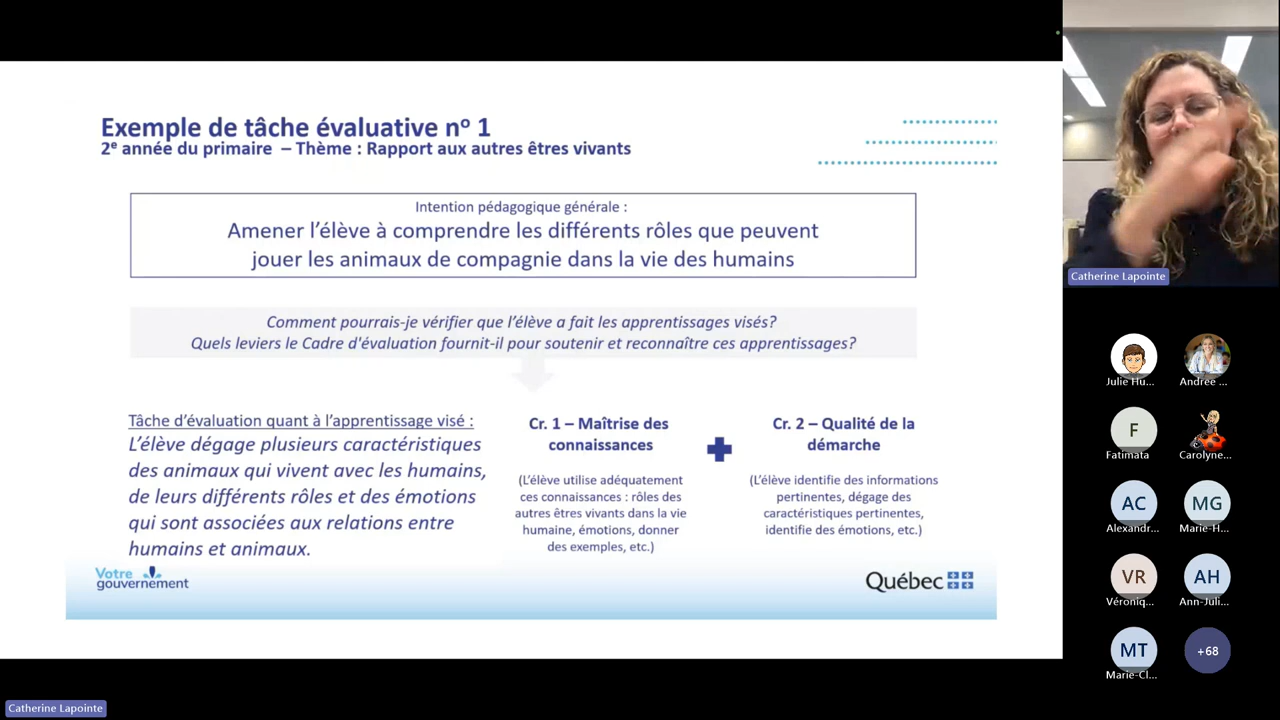 Exemple de tâche évaluative nº 1
2e année du primaire – Thème : Rapport aux autres êtres vivants
Intention pédagogique générale :
Amener l’élève à comprendre les différents rôles que peuvent
jouer les animaux de compagnie dans la vie des humains
Comment pourrais-je vérifier que l’élève a fait les apprentissages visés?
Quels leviers le Cadre d'évaluation fournit-il pour soutenir et reconnaître ces apprentissages?
Tâche d’évaluation quant à l’apprentissage visé :
L’élève dégage plusieurs caractéristiques
des animaux qui vivent avec les humains,
de leurs différents rôles et des émotions
qui sont associées aux relations entre
humains et animaux.
Cr. 1 – Maîtrise des
connaissances
(L’élève utilise adéquatement
ces connaissances : rôles des
autres êtres vivants dans la vie
humaine, émotions, donner
des exemples, etc.)
Cr. 2 – Qualité de la
démarche
(L’élève identifie des informations
pertinentes, dégage des
caractéristiques pertinentes,
identifie des émotions, etc.)
Votre
gouvernement
Québec
Catherine Lapointe
Julie Hu...
Andrée ...
F
Fatimata
Carolyne...
AC
Alexandr...
MG
Marie-H...
VR
Véroniq...
AH
Ann-Juli...
MT
Marie-Cl...
+68
Catherine Lapointe